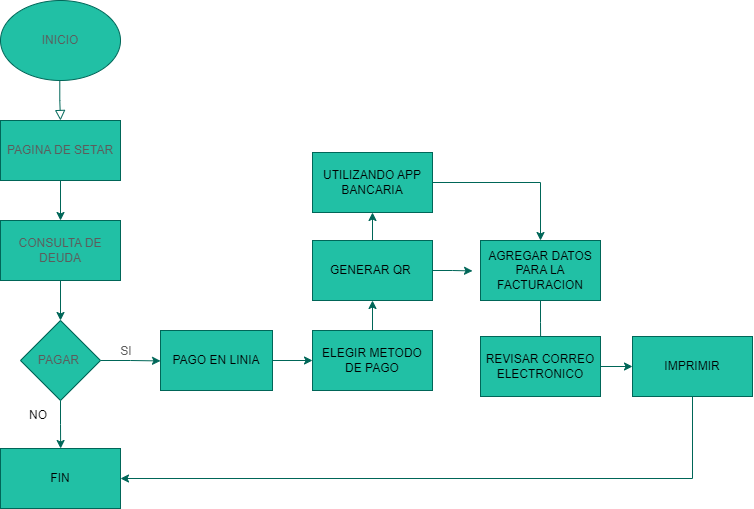 INICIO
PAGINA DE SETAR
CONSULTA DE
DEUDA
PAGAR
SI
NO
FIN
PAGO EN LINIA
ELEGIR METODO
DE PAGO
GENERAR QR
UTILIZANDO APP
BANCARIA
AGREGAR DATOS
PARA LA
FACTURACION
REVISAR CORREO
ELECTRONICO
IMPRIMIR